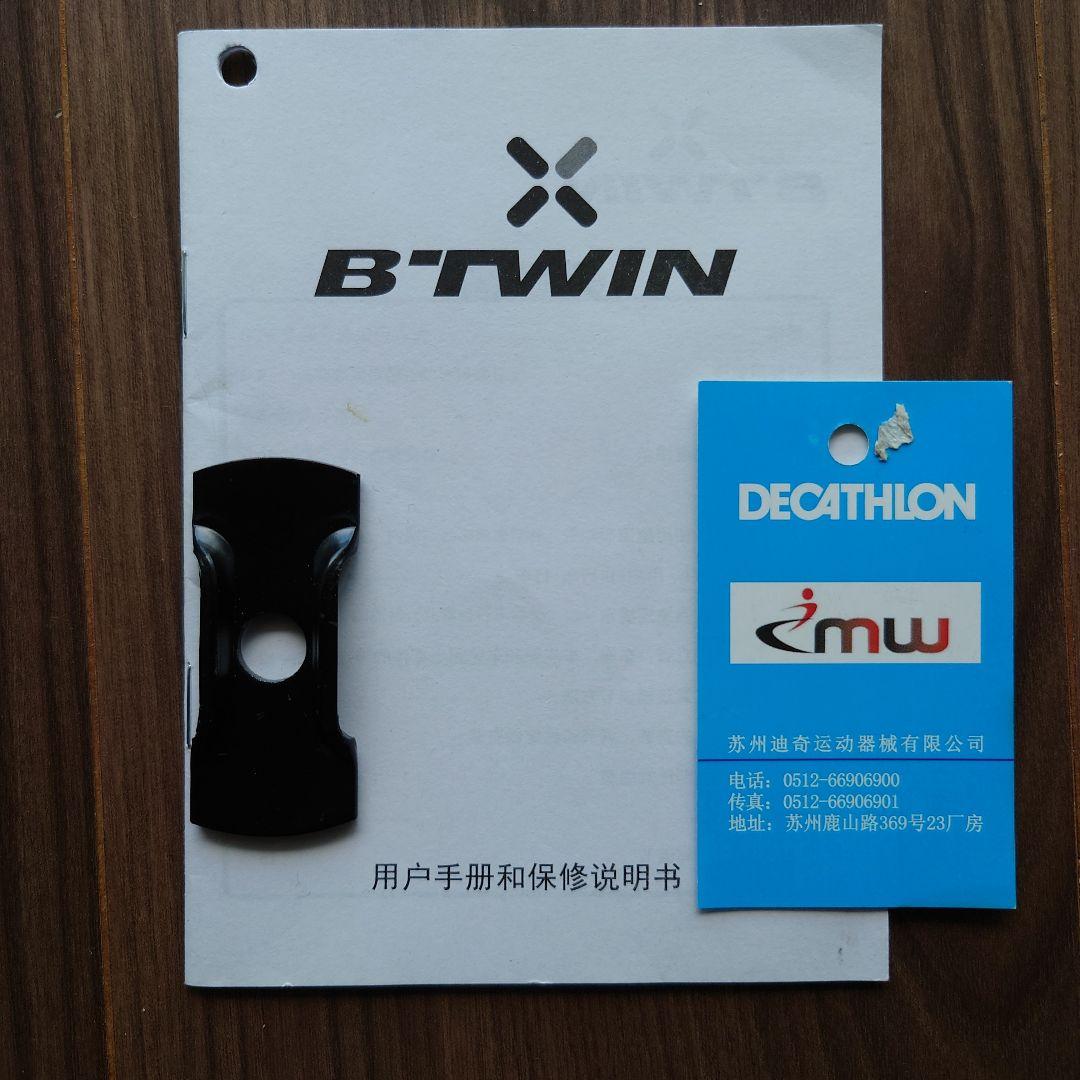 B'TWIN
用户手册和保修说明书
DECATHLON
mw
苏州迪奇运动器械有限公司
电话：0512-66906900
传真：0512-66906901
地址：苏州鹿山路369号23厂房